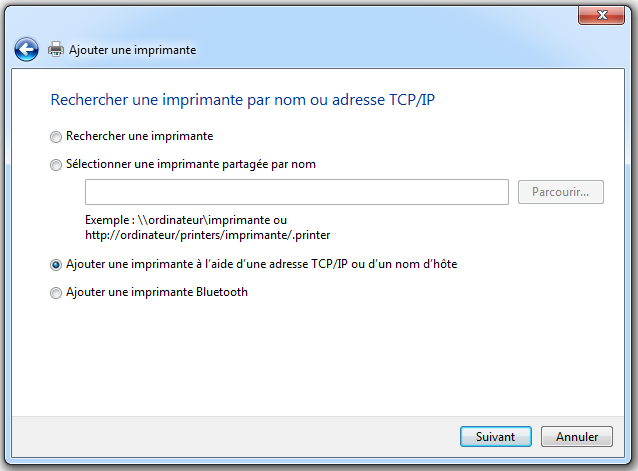 Ajouter une imprimante
Rechercher une imprimante par nom ou adresse TCP/IP
Rechercher une imprimante
Sélectionner une imprimante partagée par nom
Parcourir...
Exemple : \\ordinateur\imprimante ou
http://ordinateur/printers/imprimante/.printer
Ajouter une imprimante à l’aide d’une adresse TCP/IP ou d’un nom d’hôte
Ajouter une imprimante Bluetooth
Suivant
Annuler